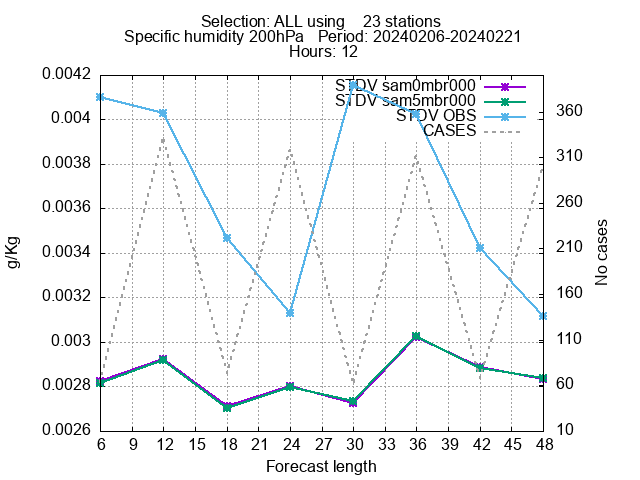 Selection: ALL using    23 stations
Specific humidity 200hPa   Period: 20240206-20240221
Hours: 12
STDV sam0mbr000
STDV sam5mbr000
STDV OBS
CASES
0.0042
0.004
0.0038
0.0036
0.0034
0.0032
0.003
0.0028
0.0026
g/Kg
360
310
260
210
160
110
60
10
No cases
6 12 15 18 21 24 27 30 33 36 39 42 45 48
Forecast length